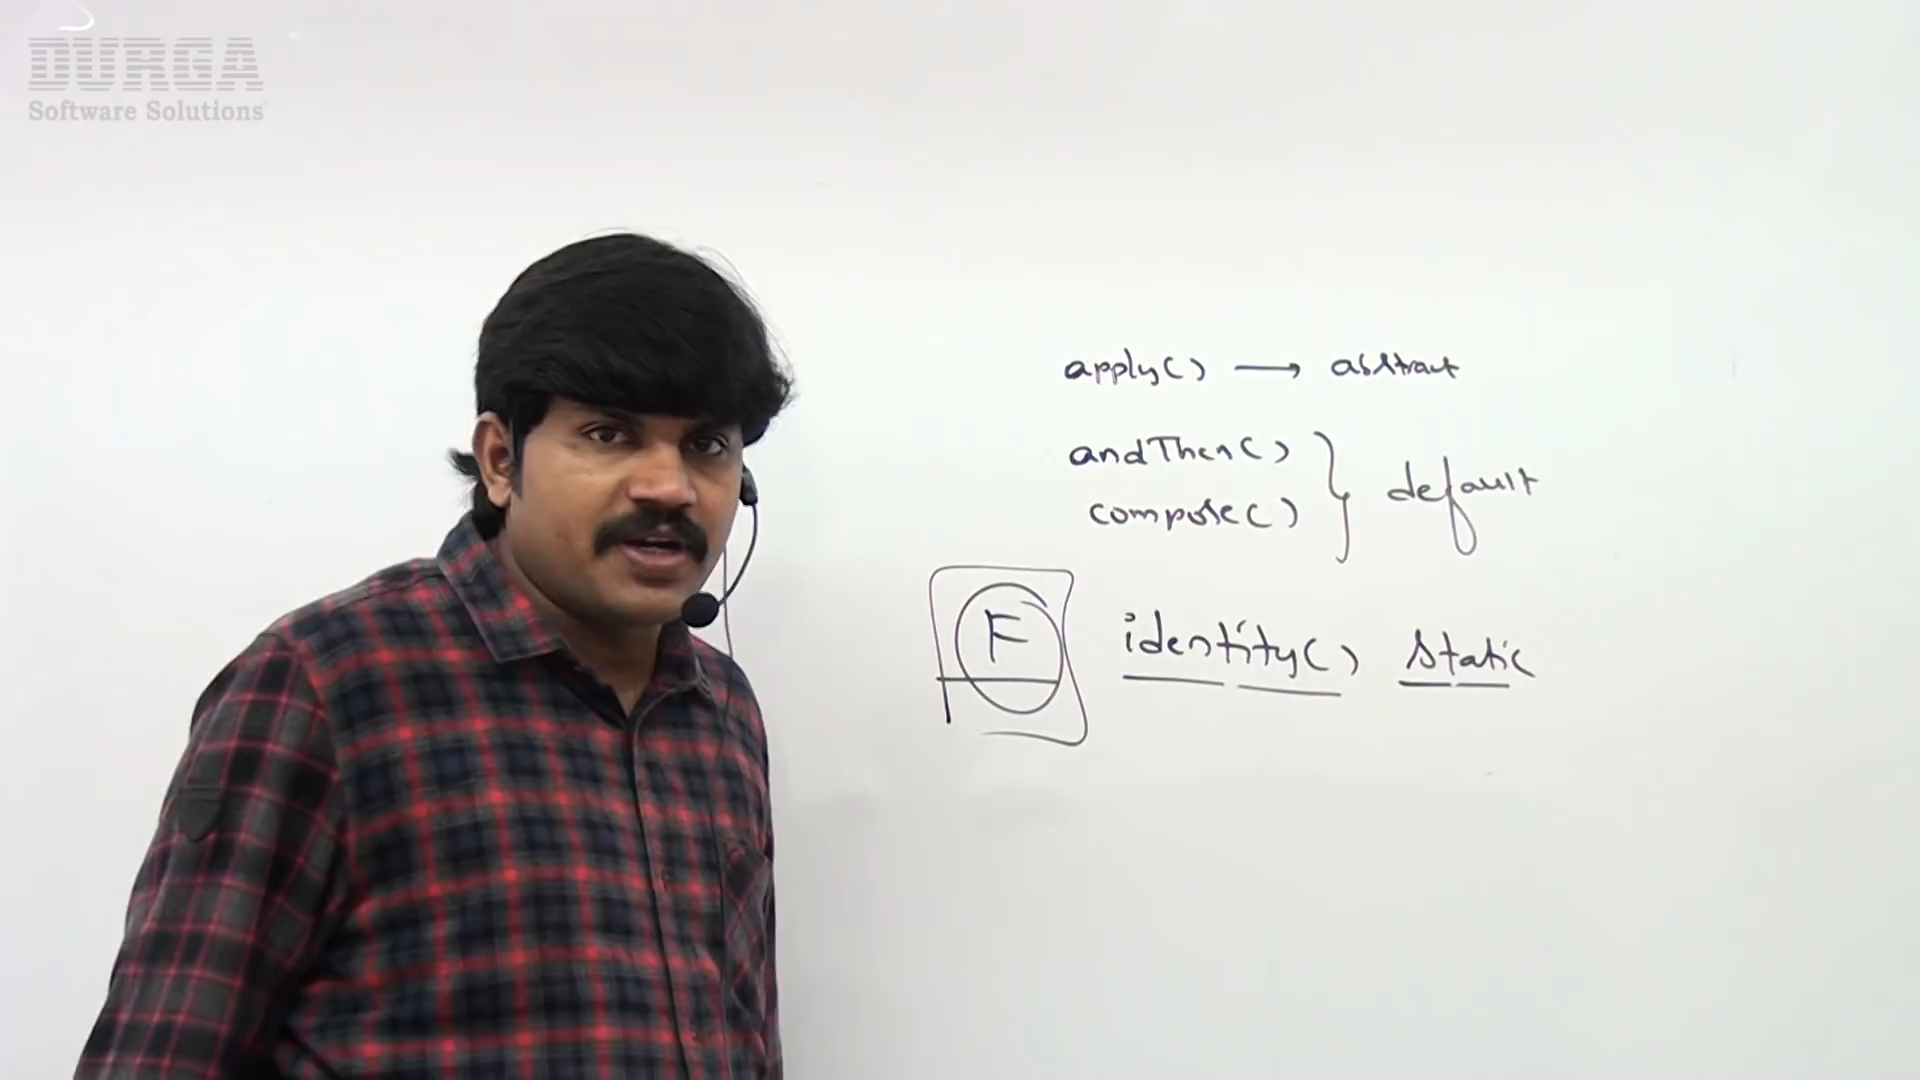 DURGA
Software Solutions
apply() → abstract
andThen()
compose()
default
F
identity() static